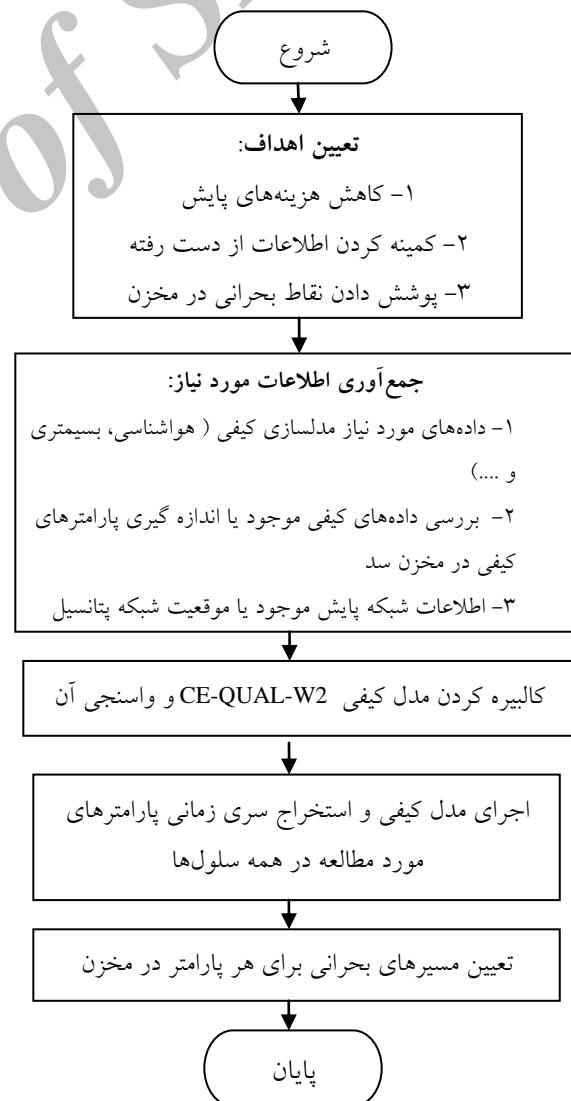 of S
شروع
تعیین اهداف:
۱- کاهش هزینه‌های پایش
۲- کمینه کردن اطلاعات از دست رفته
۳- پوشش دادن نقاط بحرانی در مخزن
جمع‌آوری اطلاعات مورد نیاز:
۱- داده‌های مورد نیاز مدلسازی کیفی ( هواشناسی، بسیمتری
و ....)
۲- بررسی داده‌های کیفی موجود یا اندازه گیری پارامترهای
کیفی در مخزن سد
۳- اطلاعات شبکه پایش موجود یا موقعیت شبکه پتانسیل
کالیبره کردن مدل کیفی CE-QUAL-W2 و واسنجی آن
اجرای مدل کیفی و استخراج سری زمانی پارامترهای
مورد مطالعه در همه سلول‌ها
تعیین مسیرهای بحرانی برای هر پارامتر در مخزن
پایان